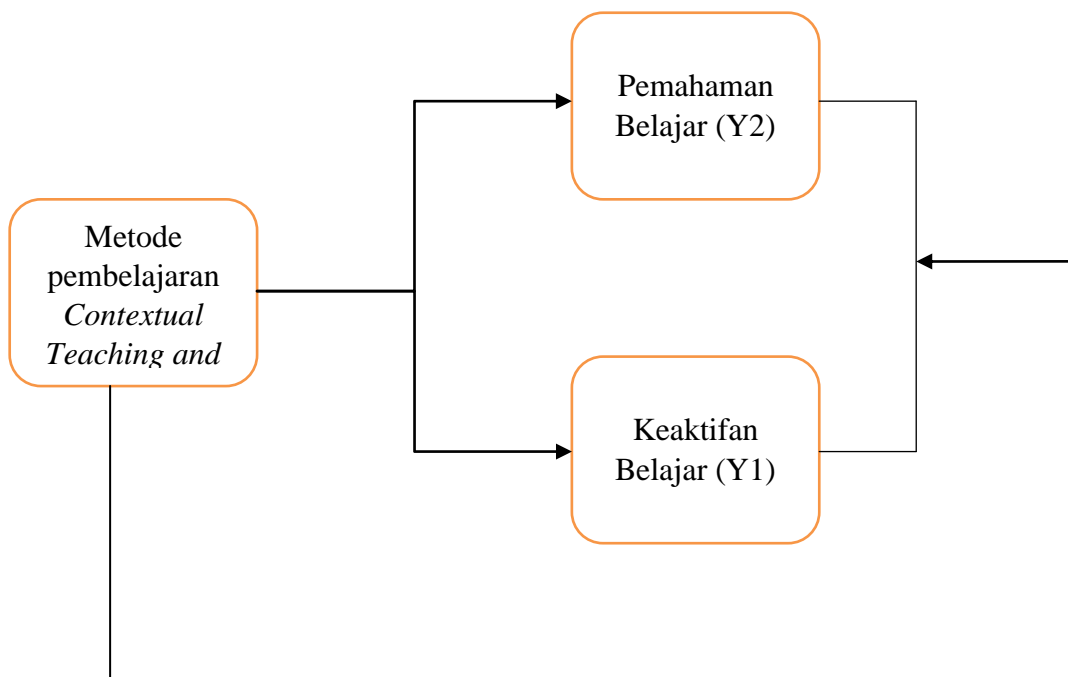 Pemahaman
Belajar (Y2)
Metode
pembelajaran
Contextual
Teaching and
Keaktifan
Belajar (Y1)